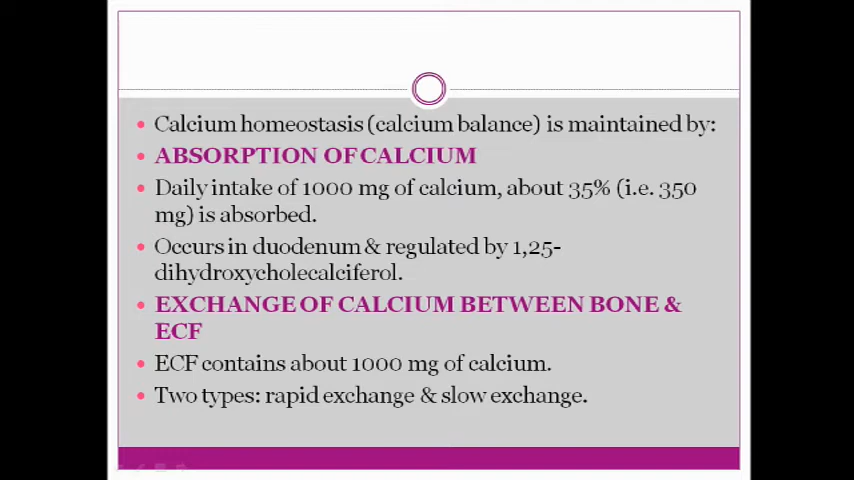 Calcium homeostasis (calcium balance) is maintained by:
ABSORPTION OF CALCIUM
Daily intake of 1000 mg of calcium, about 35% (i.e. 350
mg) is absorbed.
Occurs in duodenum & regulated by 1,25-
dihydroxycholecalciferol.
EXCHANGE OF CALCIUM BETWEEN BONE &
ECF
ECF contains about 1000 mg of calcium.
Two types: rapid exchange & slow exchange.